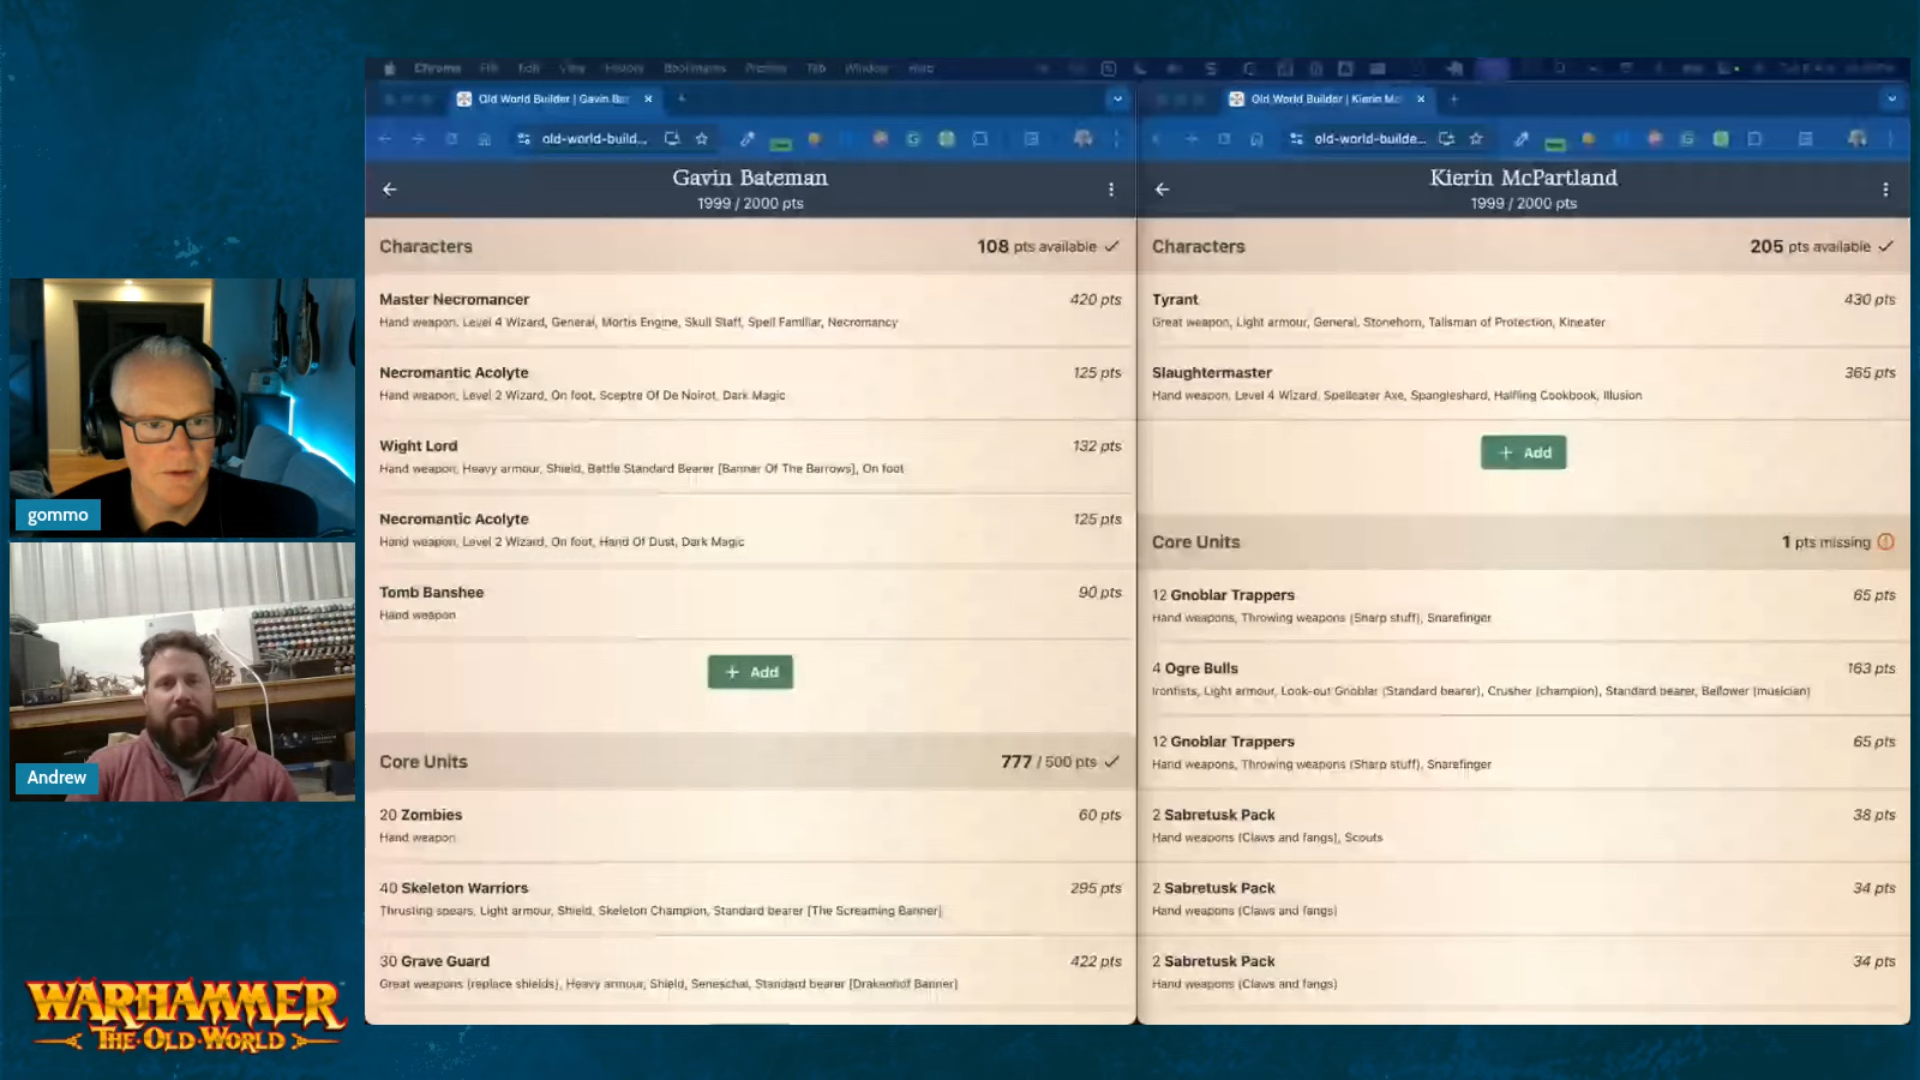 Chrome File Edit View History Bookmarks Profiles Tab Window Help
Old World Builder | Gavin Ba
old-world-build...
Gavin Bateman
1999 / 2000 pts
Characters
108 pts available
Master Necromancer
420 pts
Hand weapon, Level 4 Wizard, General, Mortis Engine, Skull Staff, Spell Familiar, Necromancy
Necromantic Acolyte
125 pts
Hand weapon, Level 2 Wizard, On foot, Sceptre Of De Noirot, Dark Magic
Wight Lord
132 pts
Hand weapon, Heavy armour, Shield, Battle Standard Bearer [Banner Of The Barrows], On foot
Necromantic Acolyte
125 pts
Hand weapon, Level 2 Wizard, On foot, Hand Of Dust, Dark Magic
Tomb Banshee
90 pts
Hand weapon
+ Add
Core Units
777 / 500 pts
20 Zombies
60 pts
Hand weapon
40 Skeleton Warriors
295 pts
Thrusting spears, Light armour, Shield, Skeleton Champion, Standard bearer [The Screaming Banner]
30 Grave Guard
422 pts
Great weapons (replace shields), Heavy armour, Shield, Seneschal, Standard bearer [Drakenhof Banner]
Old World Builder | Kierin Mc
old-world-builde...
Kierin McPartland
1999 / 2000 pts
Characters
205 pts available
Tyrant
430 pts
Great weapon, Light armour, General, Stonehorn, Talisman of Protection, Kineater
Slaughtermaster
365 pts
Hand weapon, Level 4 Wizard, Spelleater Axe, Spangleshard, Halfling Cookbook, Illusion
+ Add
Core Units
1 pts missing
12 Gnoblar Trappers
65 pts
Hand weapons, Throwing weapons (Sharp stuff), Snarefinger
4 Ogre Bulls
163 pts
Ironfists, Light armour, Look-out Gnoblar (Standard bearer), Crusher (champion), Standard bearer, Bellower (musician)
12 Gnoblar Trappers
65 pts
Hand weapons, Throwing weapons (Sharp stuff), Snarefinger
2 Sabretusk Pack
38 pts
Hand weapons (Claws and fangs), Scouts
2 Sabretusk Pack
34 pts
Hand weapons (Claws and fangs)
2 Sabretusk Pack
34 pts
Hand weapons (Claws and fangs)
gommo
Andrew
WARHAMMER
THE OLD WORLD